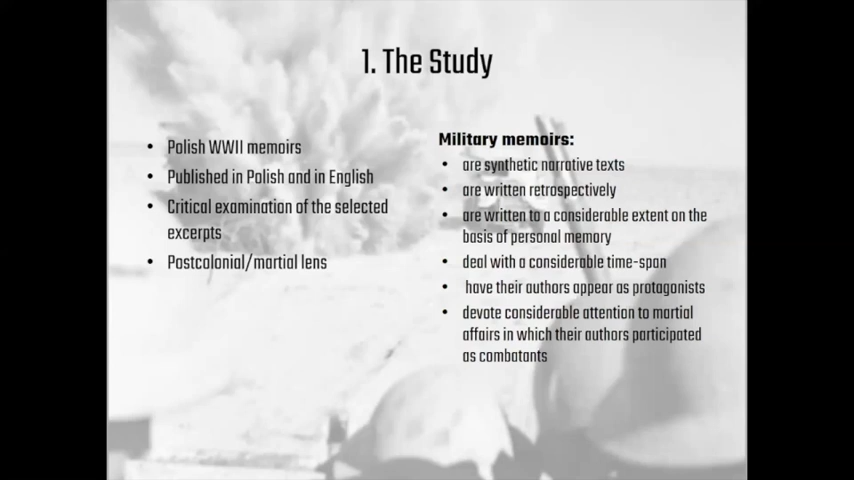 1. The Study
• Polish WWII memoirs
• Published in Polish and in English
• Critical examination of the selected
excerpts
• Postcolonial/martial lens
Military memoirs:
• are synthetic narrative texts
• are written retrospectively
• are written to a considerable extent on the
basis of personal memory
• deal with a considerable time-span
• have their authors appear as protagonists
• devote considerable attention to martial
affairs in which their authors participated
as combatants